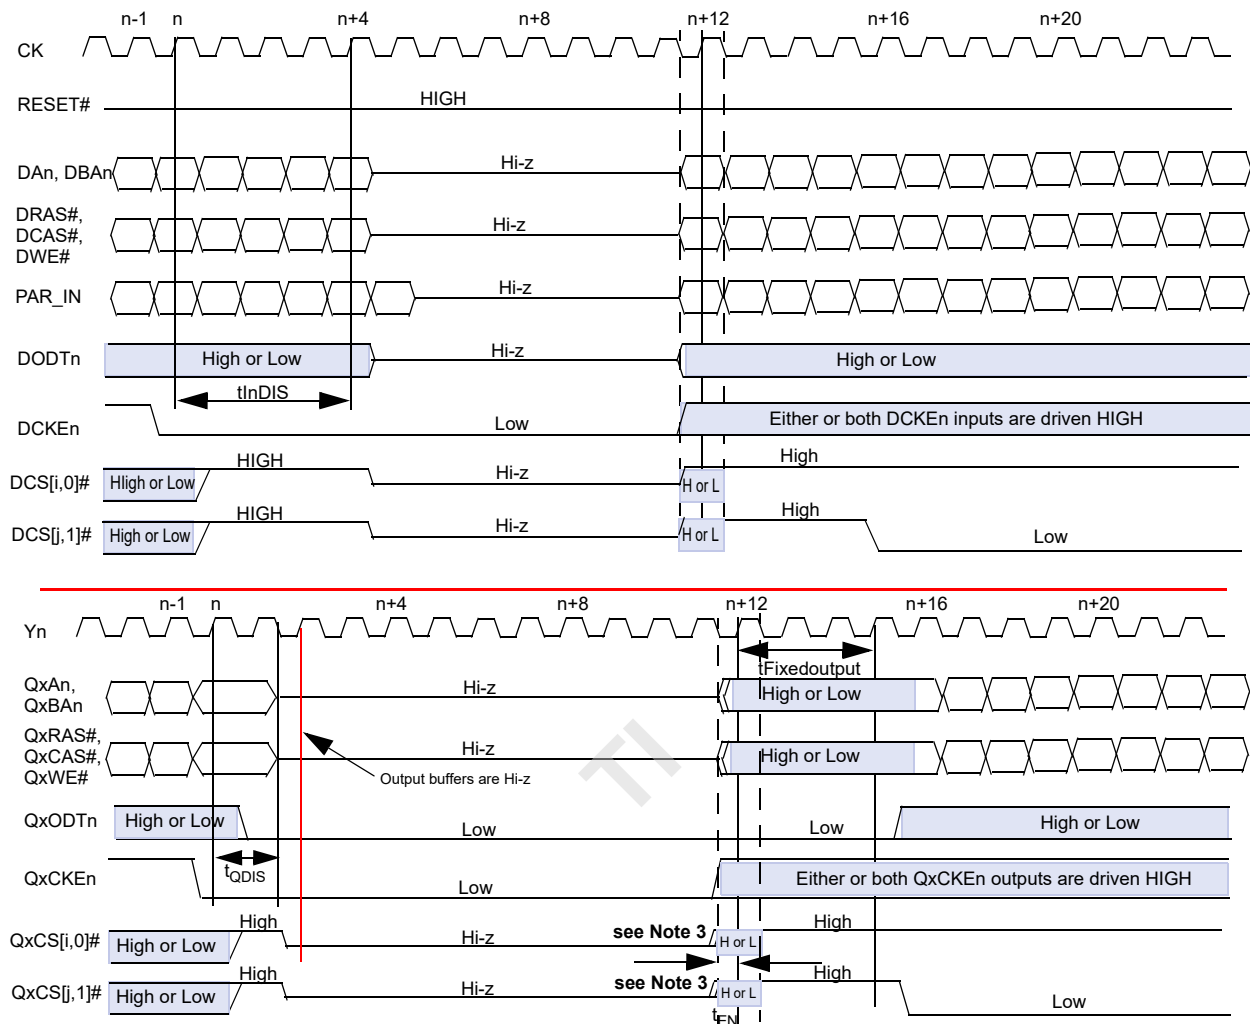 n-1 n n+4 n+8 n+12 n+16 n+20
CK
RESET# HIGH
DAn, DBAn Hi-z
DRAS#,
DCAS#, Hi-z
DWE#
PAR_IN Hi-z
DODTn High or Low Hi-z High or Low
tInDIS
DCKEn Low Either or both DCKEn inputs are driven HIGH
DCS[i,0]# HIigh or Low HIGH Hi-z H or L High
DCS[j,1]# High or Low HIGH Hi-z H or L High Low
n-1 n n+4 n+8 n+12 n+16 n+20
Yn
tFixedoutput
QxAn,
QxBAn Hi-z High or Low
QxRAS#,
QxCAS#, Hi-z High or Low
QxWE#
Output buffers are Hi-z
TI
QxODTn High or Low Low Low High or Low
tQDIS
QxCKEn Low Either or both QxCKEn outputs are driven HIGH
QxCS[i,0]# High or Low High Hi-z see Note 3 H or L High
QxCS[j,1]# High or Low High Hi-z see Note 3 H or L High Low
tEN